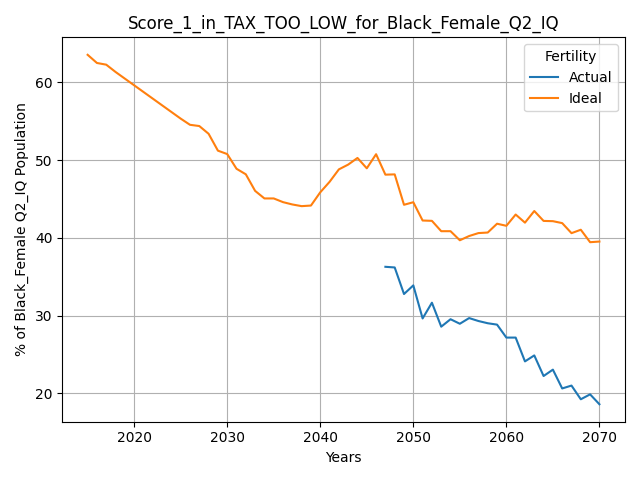 Score_1_in_TAX_TOO_LOW_for_Black_Female_Q2_IQ
% of Black_Female Q2_IQ Population
Fertility
Actual
Ideal
60
50
40
30
20
2020 2030 2040 2050 2060 2070
Years